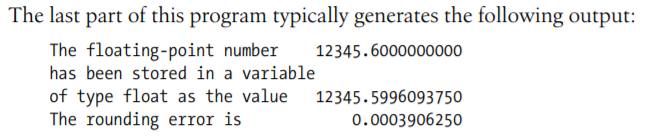 The last part of this program typically generates the following output:
The floating-point number 12345.6000000000
has been stored in a variable
of type float as the value 12345.5996093750
The rounding error is 0.0003906250